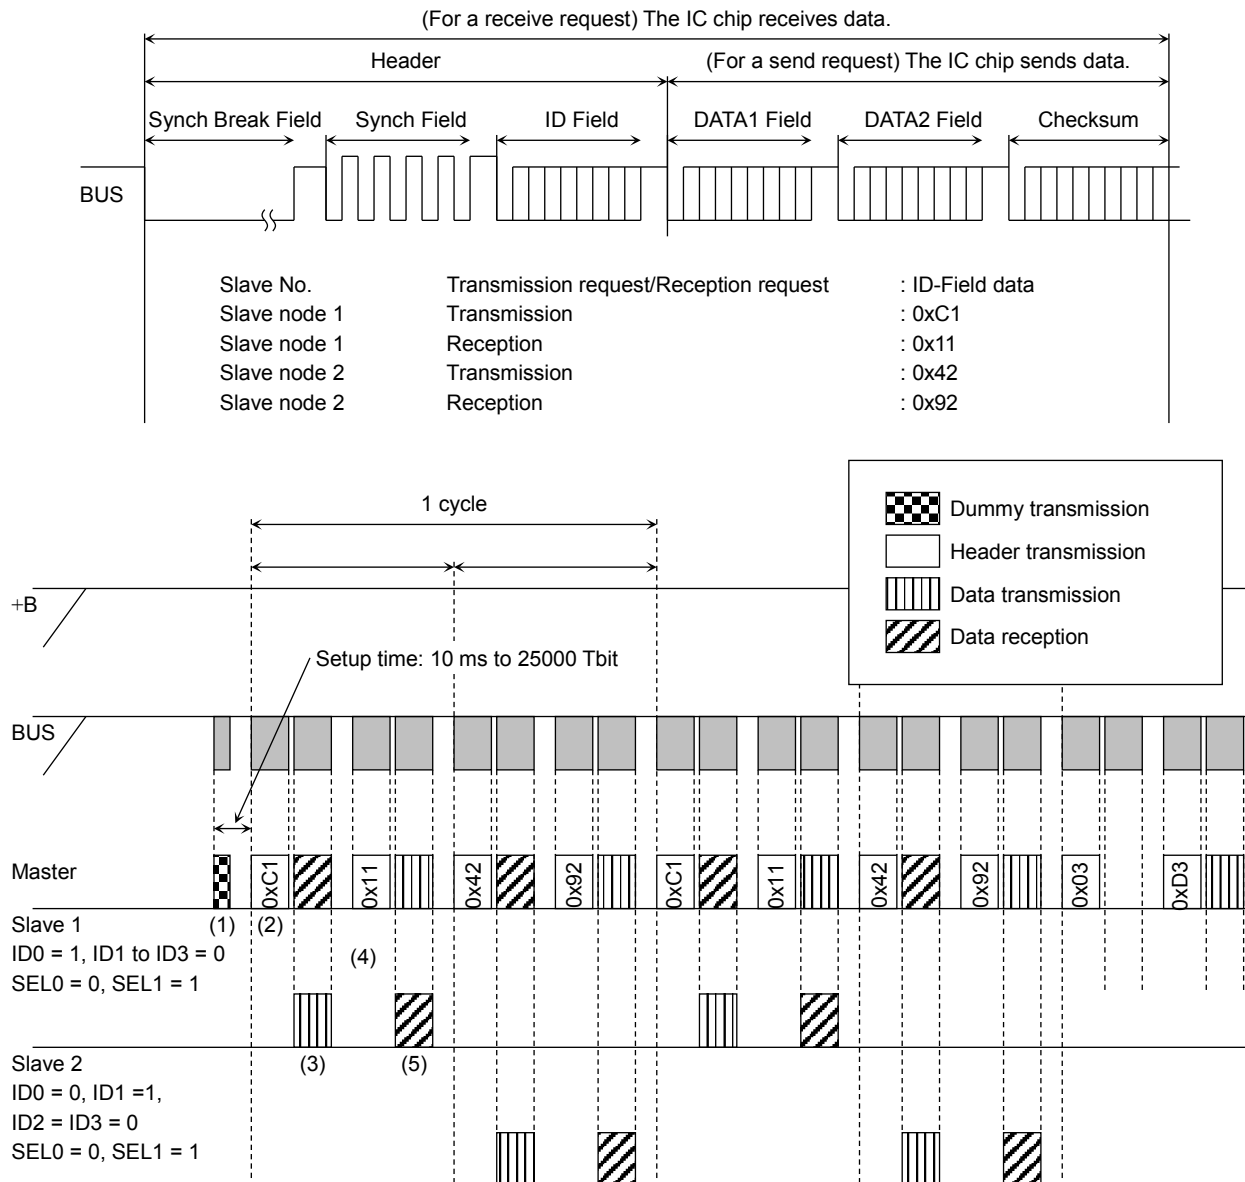 (For a receive request) The IC chip receives data.
Header
(For a send request) The IC chip sends data.
Synch Break Field
Synch Field
ID Field
DATA1 Field
DATA2 Field
Checksum
BUS
Slave No. Transmission request/Reception request : ID-Field data
Slave node 1 Transmission : 0xC1
Slave node 1 Reception : 0x11
Slave node 2 Transmission : 0x42
Slave node 2 Reception : 0x92
1 cycle
Dummy transmission
Header transmission
Data transmission
Data reception
+B
Setup time: 10 ms to 25000 Tbit
BUS
Master
0xC1
0x11
0x42
0x92
0xC1
0x11
0x42
0x92
0x03
0xD3
Slave 1
(1)
(2)
ID0 = 1, ID1 to ID3 = 0
(4)
SEL0 = 0, SEL1 = 1
Slave 2
(3)
(5)
ID0 = 0, ID1 =1,
ID2 = ID3 = 0
SEL0 = 0, SEL1 = 1